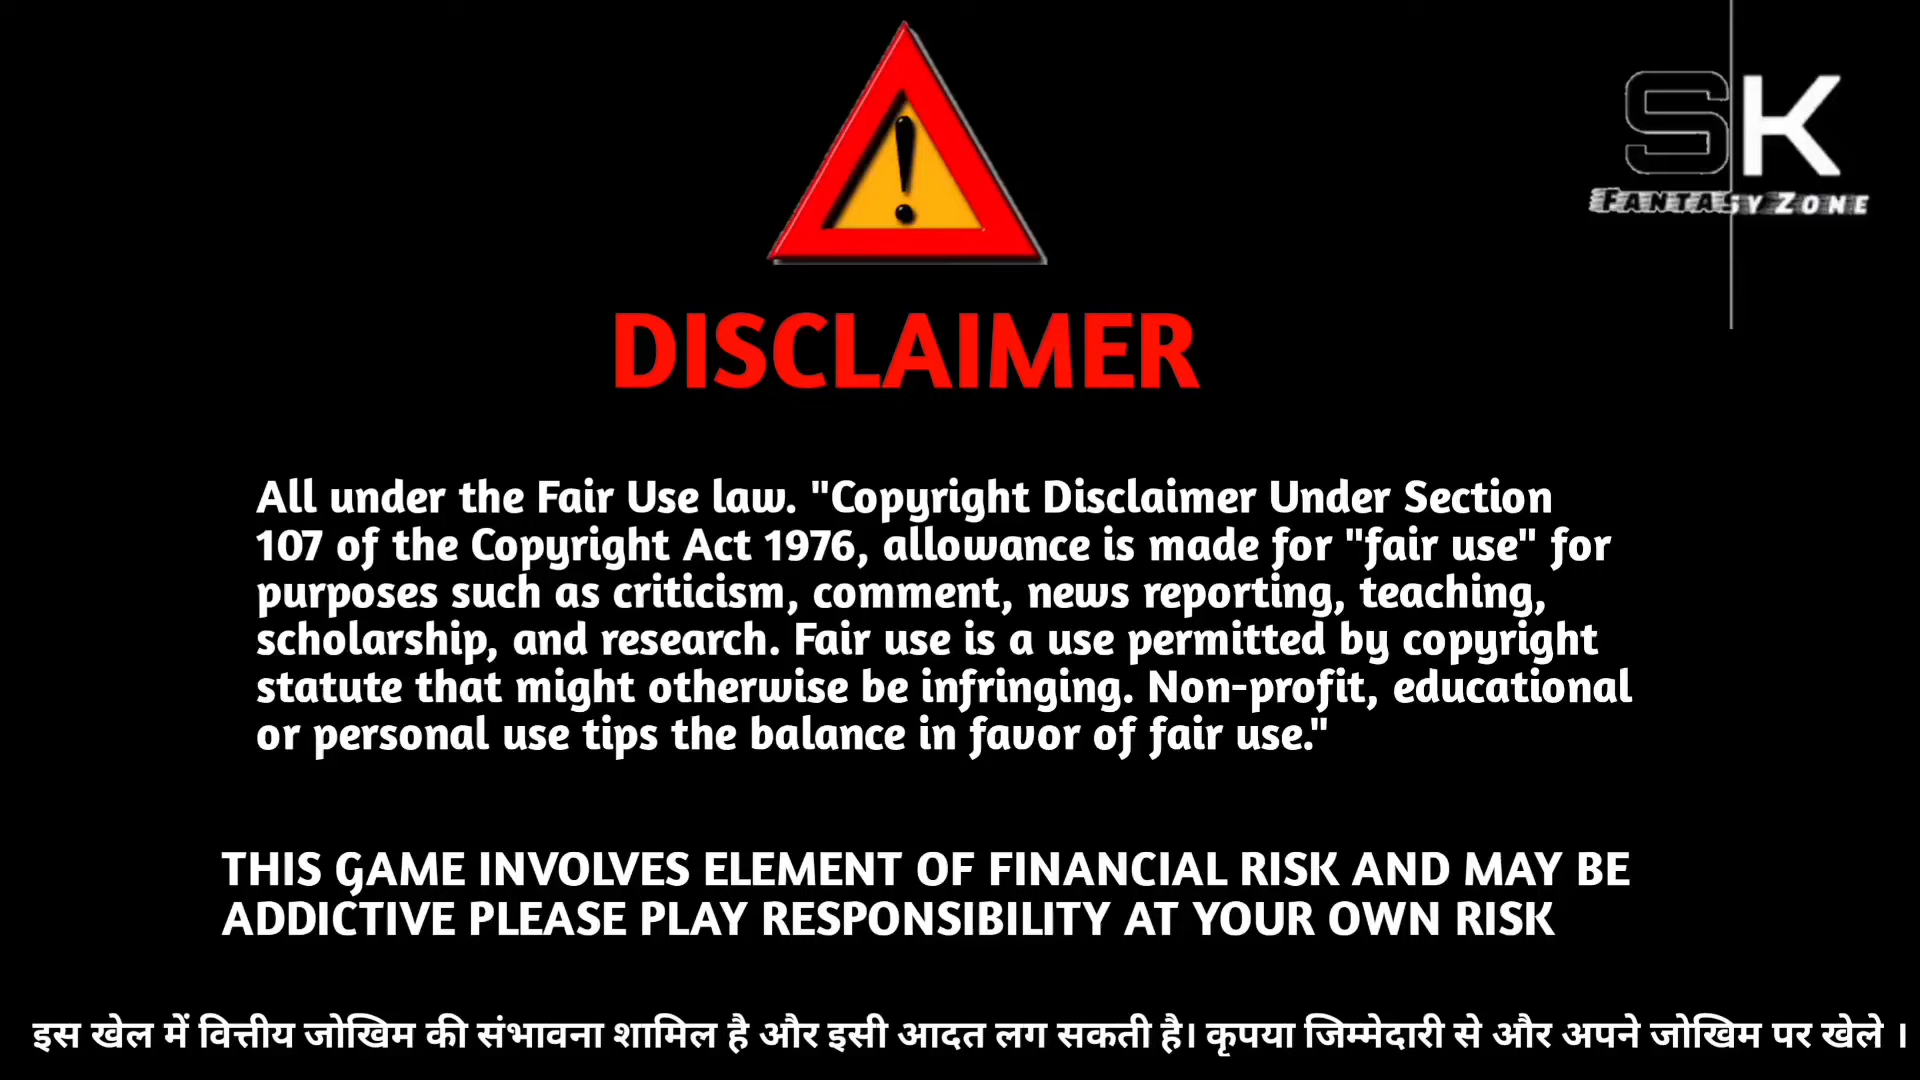 SK
FANTASY ZONE
DISCLAIMER
All under the Fair Use law. "Copyright Disclaimer Under Section
107 of the Copyright Act 1976, allowance is made for "fair use" for
purposes such as criticism, comment, news reporting, teaching,
scholarship, and research. Fair use is a use permitted by copyright
statute that might otherwise be infringing. Non-profit, educational
or personal use tips the balance in favor of fair use."
THIS GAME INVOLVES ELEMENT OF FINANCIAL RISK AND MAY BE
ADDICTIVE PLEASE PLAY RESPONSIBILITY AT YOUR OWN RISK
इस खेल में वित्तीय जोखिम की संभावना शामिल है और इसी आदत लग सकती है। कृपया जिम्मेदारी से और अपने जोखिम पर खेले ।